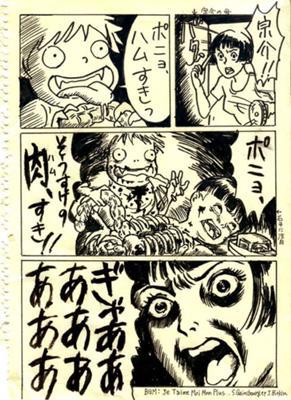 宗介!!
ポニョ、
ハムすきっ
ポニョ、
そうすけの
肉、すき!!
ハム
ぎゃああ
あああ
あああ
BGM: Je T'aime Moi Non Plus . S.Gainsbourg & J.Birkin